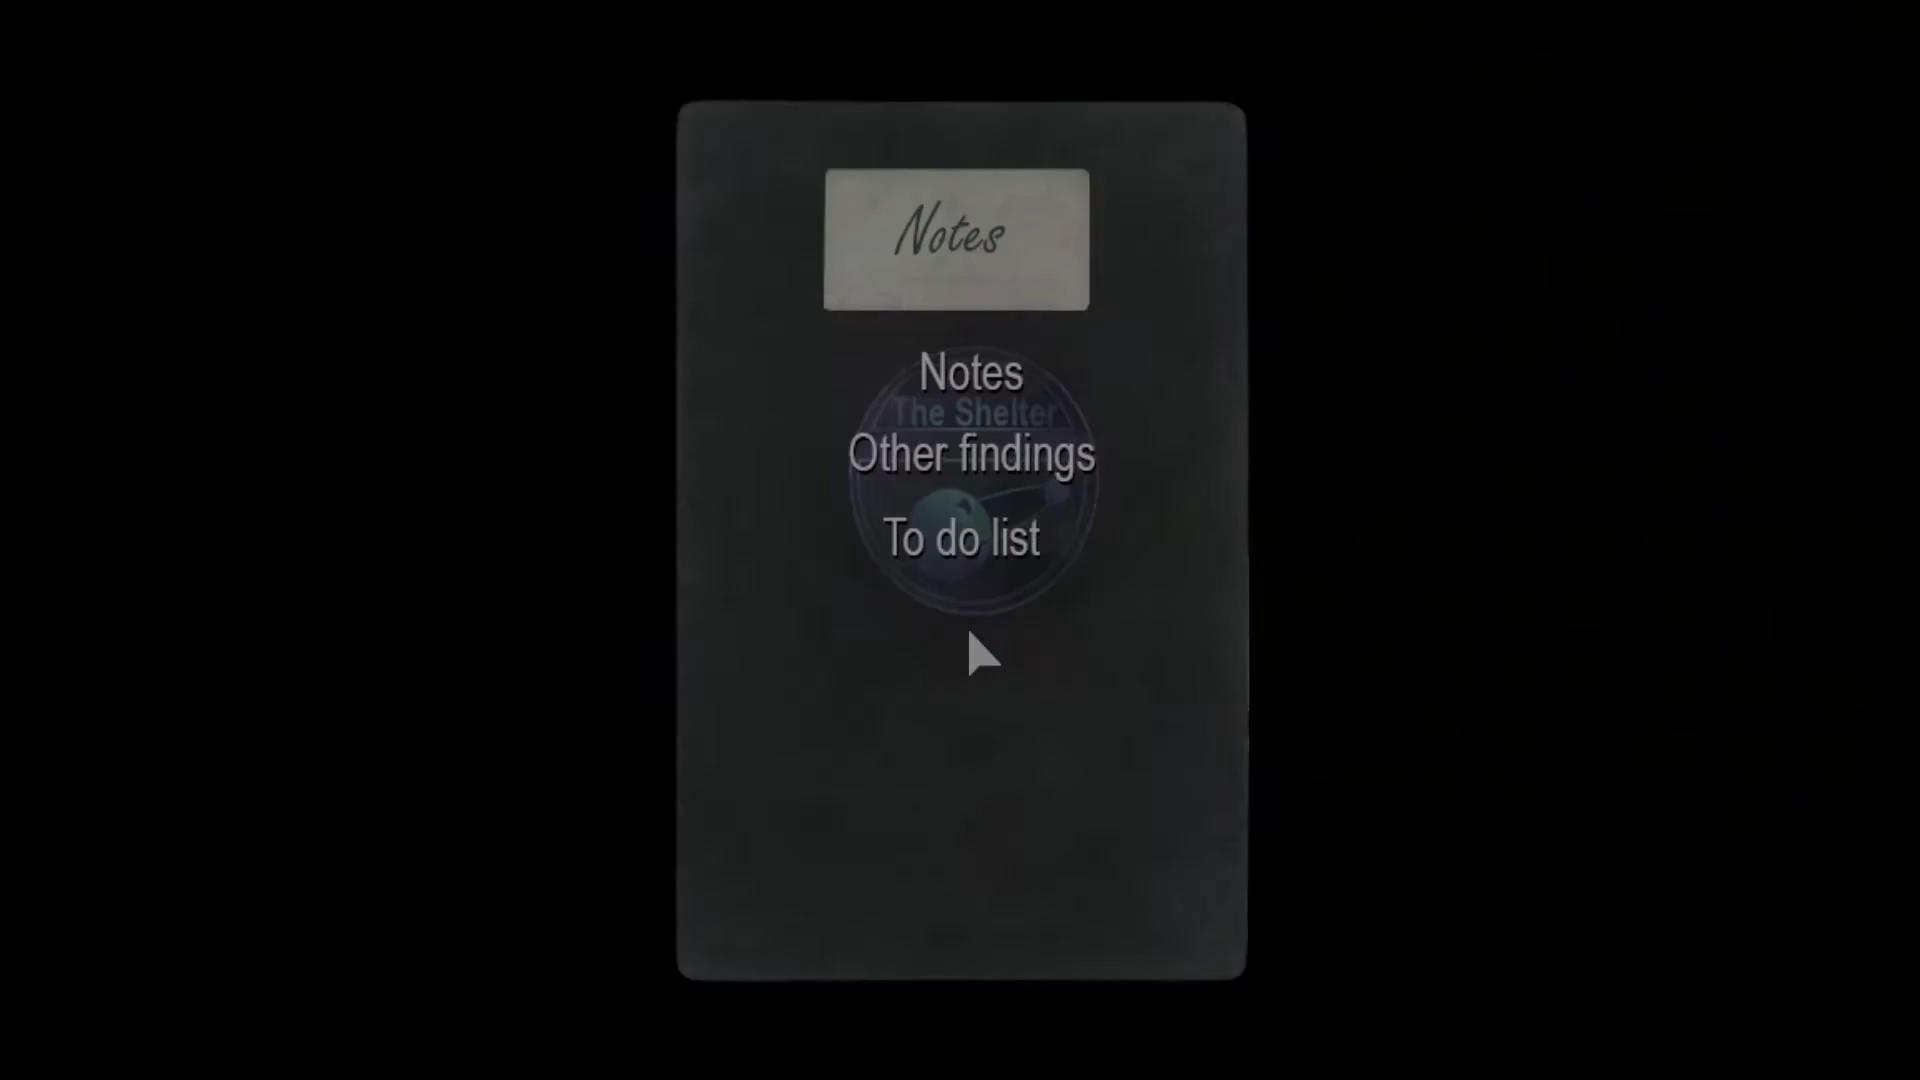 Notes
Notes
The Shelter
Other findings
To do list